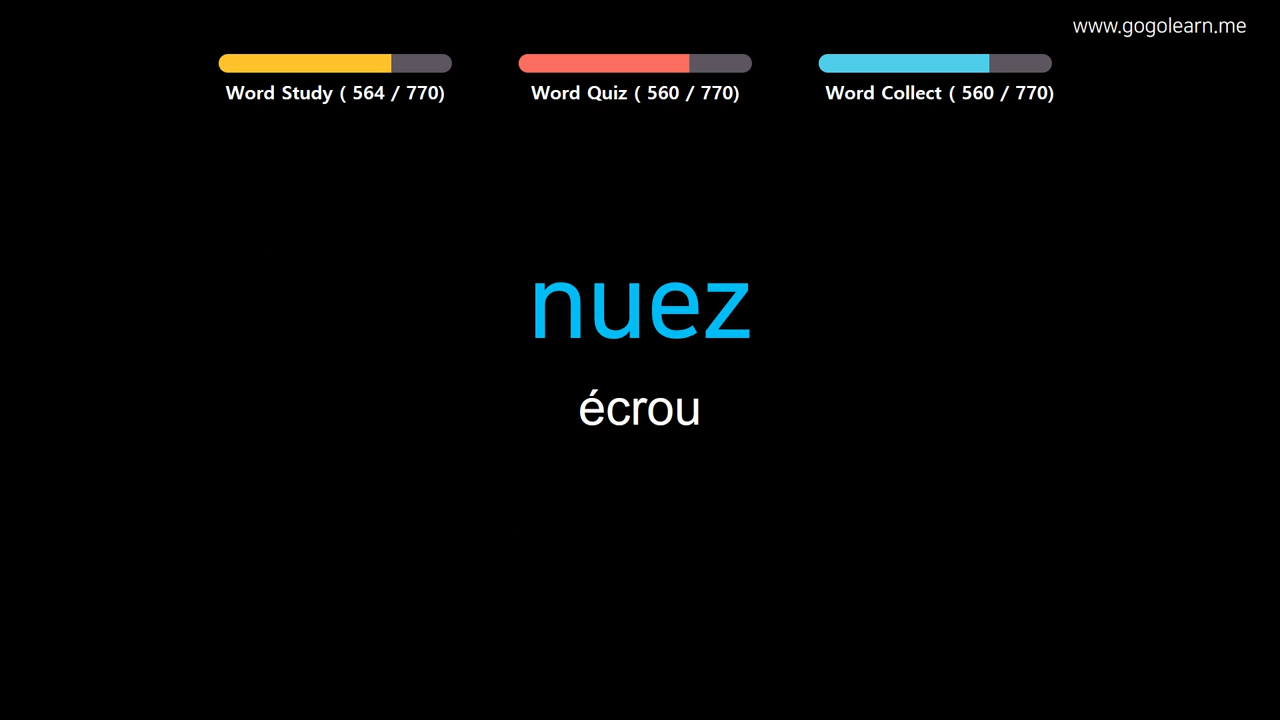 www.gogolearn.me
Word Study ( 564 / 770)
Word Quiz ( 560 / 770)
Word Collect ( 560 / 770)
nuez
écrou